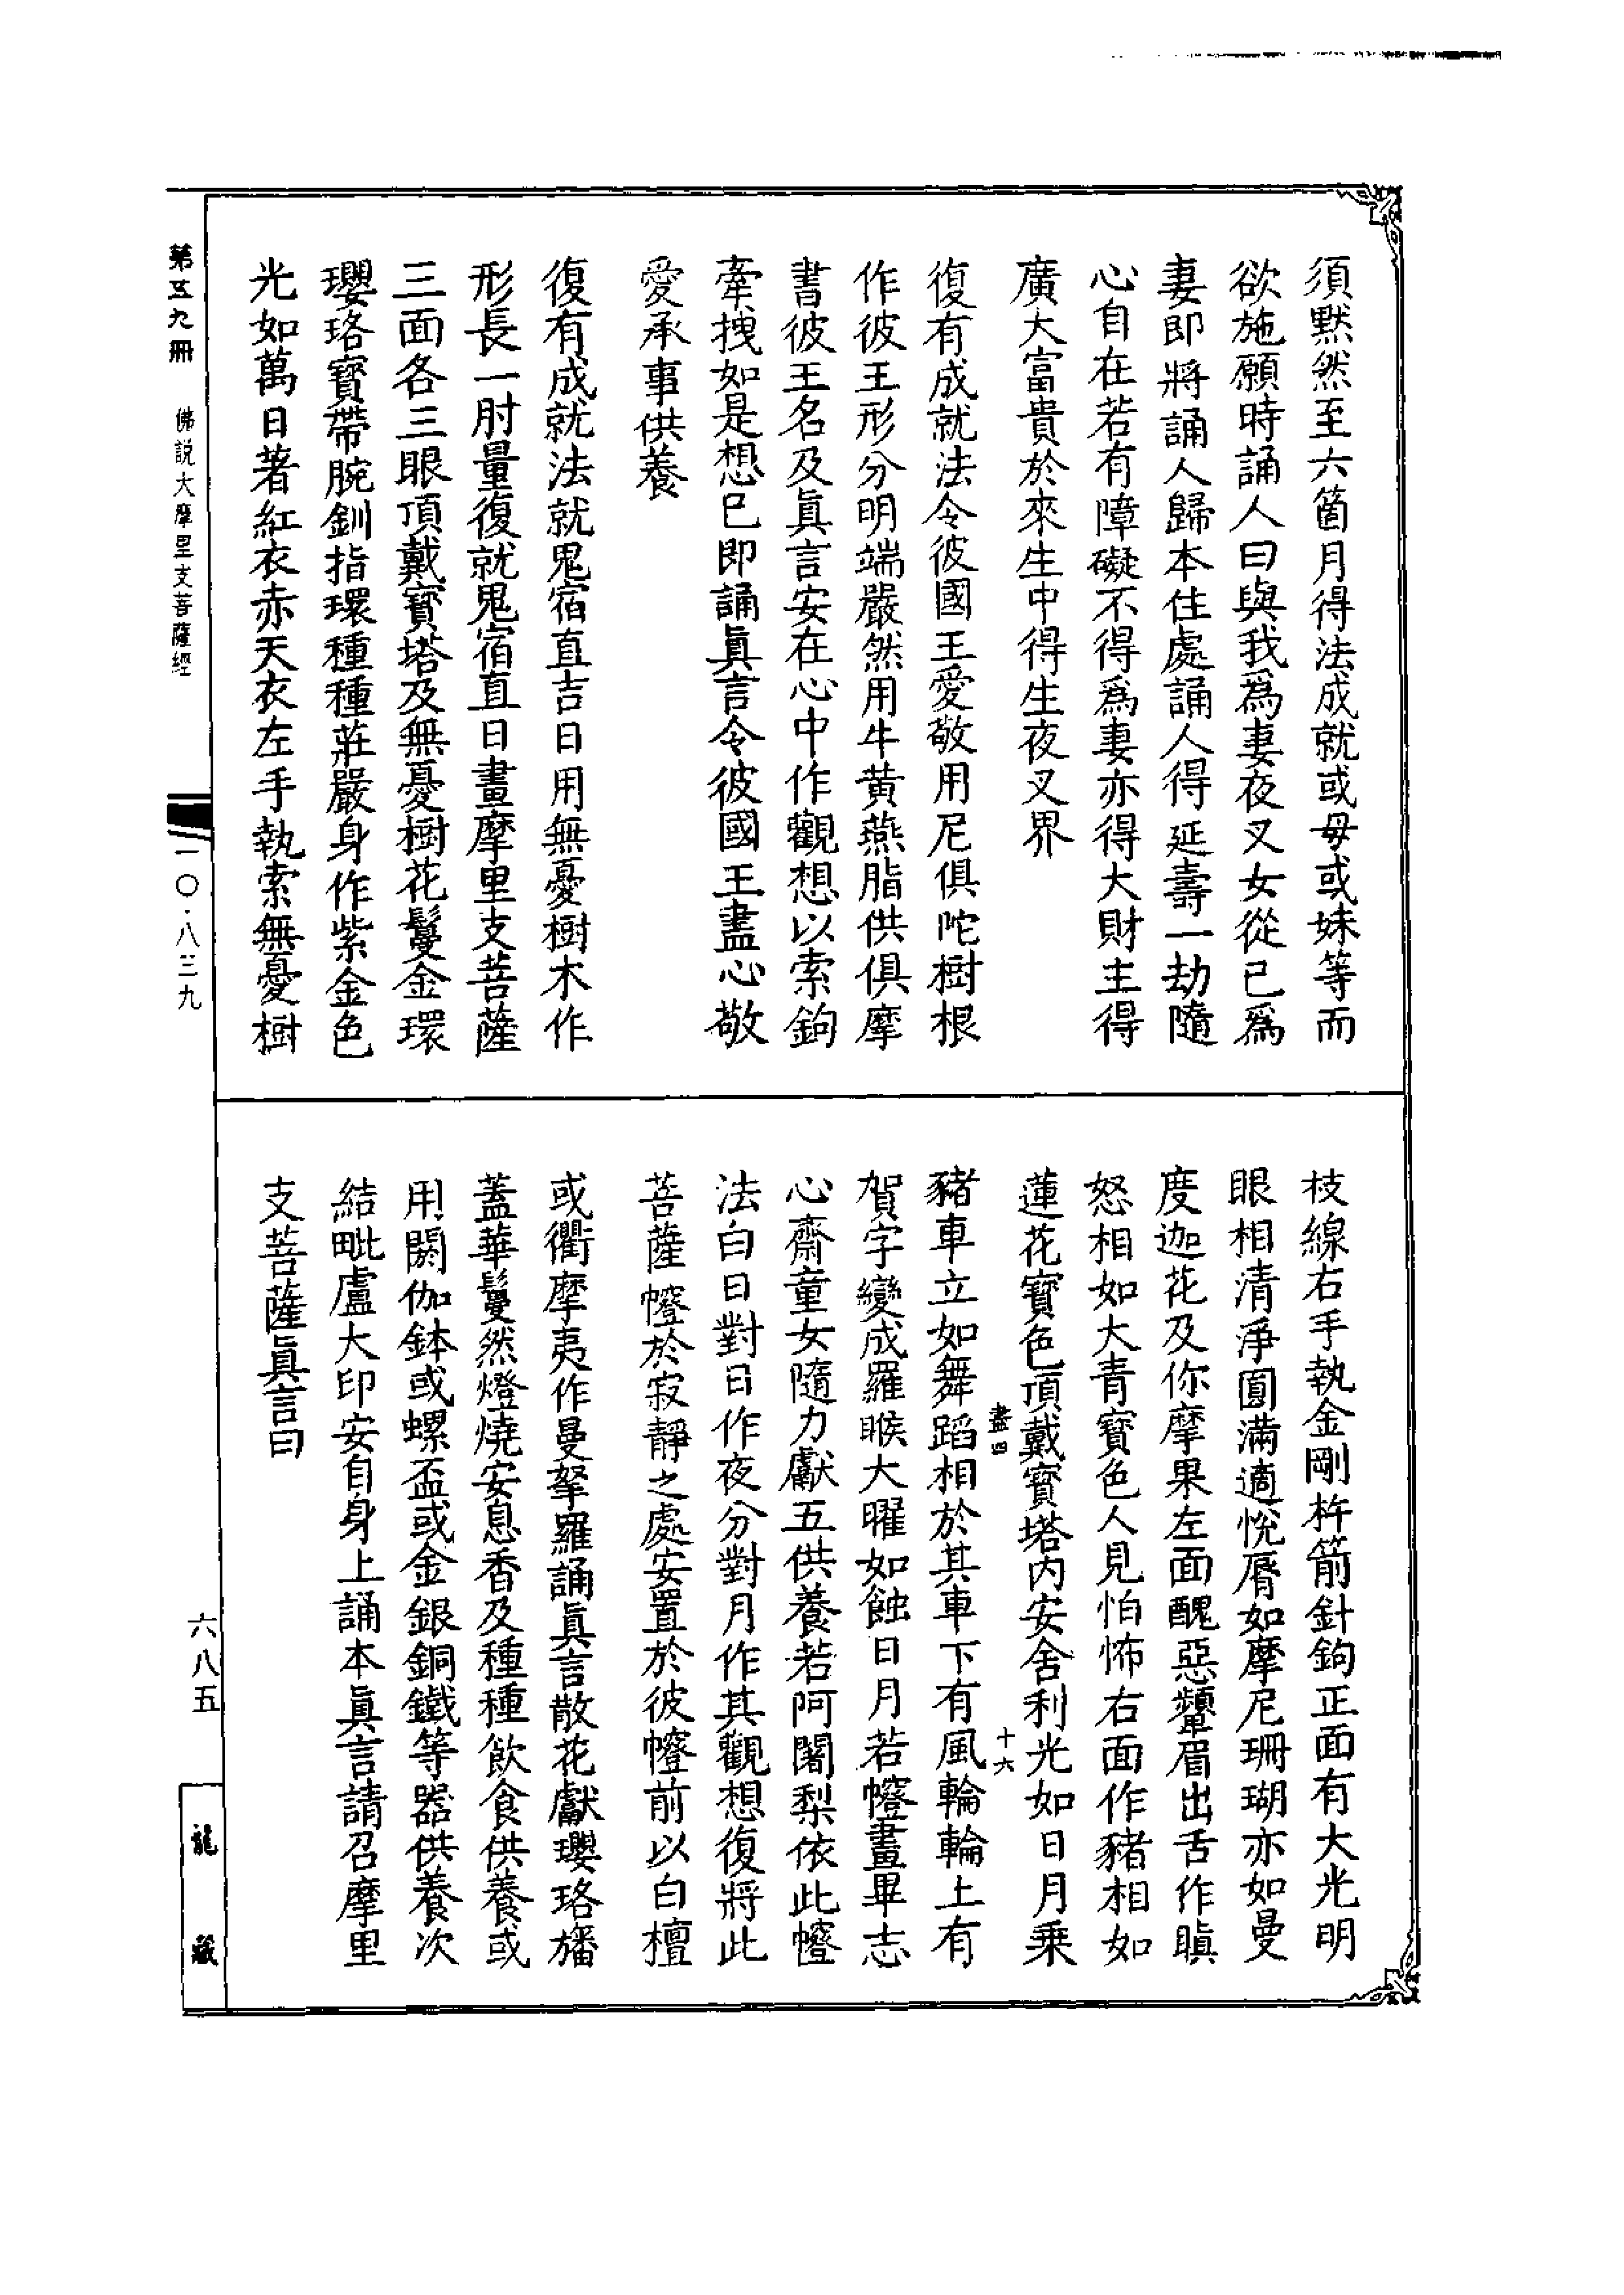 須默然至六箇月得法成就或母或妹等而
欲施願時誦人曰與我爲妻夜叉女從已爲
妻即將誦人歸本住處誦人得延壽一劫隨
心自在若有障礙不得爲妻亦得大財主得
廣大富貴於來生中得生夜叉界
復有成就法令彼國王愛敬用尼俱陀樹根
作彼王形分明端嚴然用牛黄燕脂供俱摩
書彼王名及眞言安在心中作觀想以索鉤
牽拽如是想已即誦眞言令彼國王盡心敬
愛承事供養
復有成就法就鬼宿直吉日用無憂樹木作
形長一肘量復就鬼宿直日畫摩里支菩薩
三面各三眼頂戴寳塔及無憂樹花鬘金環
瓔珞寳帶腕釧指環種種莊嚴身作紫金色
光如萬日著紅衣赤天衣左手執索無憂樹
枝線右手執金剛杵箭針鉤正面有大光明
眼相清淨圓滿適悅脣如摩尼珊瑚亦如曼
度迦花及你摩果左面醜惡顰眉出舌作瞋
怒相如大青寳色人見怕怖右面作豬相如
蓮花寳色頂戴寳塔內安舍利光如日月乘
盡四 十六
豬車立如舞蹈相於其車下有風輪輪上有
賀字變成羅睺大曜如蝕日月若㡧畫畢志
心齋童女隨力獻五供養若阿闍梨依此㡧
法白日對日作夜分對月作其觀想復將此
菩薩㡧於寂靜之處安置於彼㡧前以白檀
或衢摩夷作曼拏羅誦眞言散花獻瓔珞旛
蓋華鬘然燈燒安息香及種種飲食供養或
用閼伽鉢或螺盃或金銀銅鐵等器供養次
結毗盧大印安自身上誦本眞言請召摩里
支菩薩眞言曰
第五九冊 佛説大摩里支菩薩經
一〇·八三九
六八五
龍藏